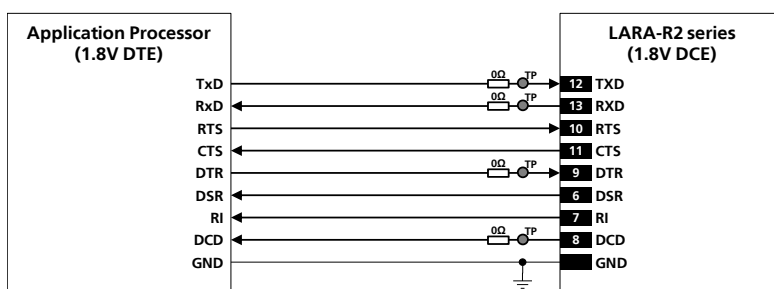 Application Processor
(1.8V DTE)
LARA-R2 series
(1.8V DCE)
TxD 0Ω TP 12 TXD
RxD 0Ω TP 13 RXD
RTS 10 RTS
CTS 11 CTS
DTR 0Ω TP 9 DTR
DSR 6 DSR
RI 7 RI
DCD 0Ω TP 8 DCD
GND GND